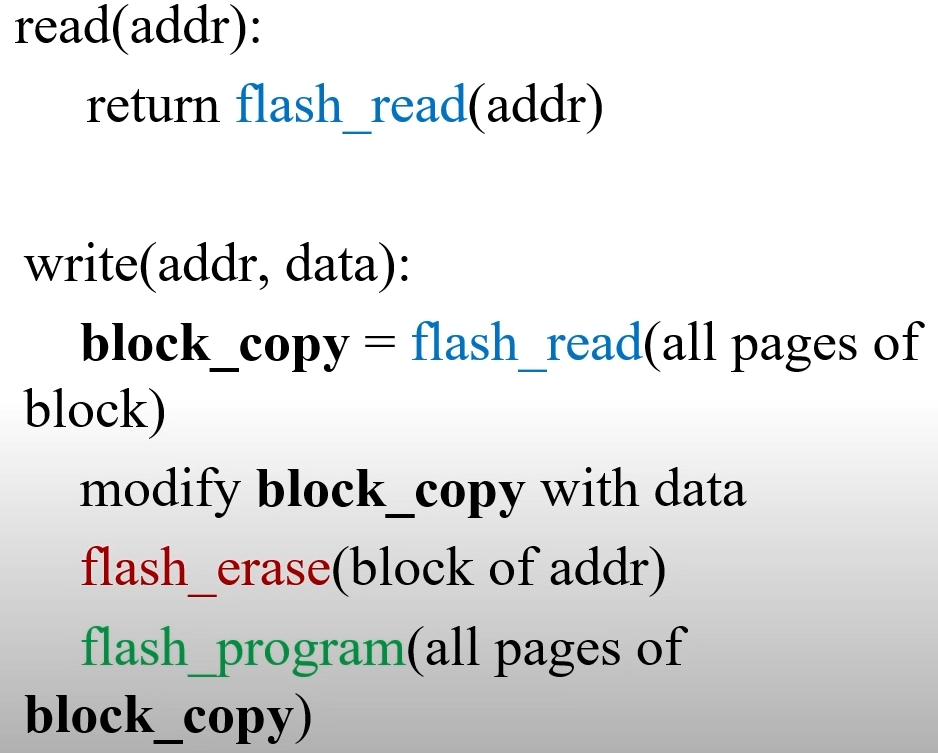 read(addr):
return flash_read(addr)
write(addr, data):
block_copy = flash_read(all pages of
block)
modify block_copy with data
flash_erase(block of addr)
flash_program(all pages of
block_copy)